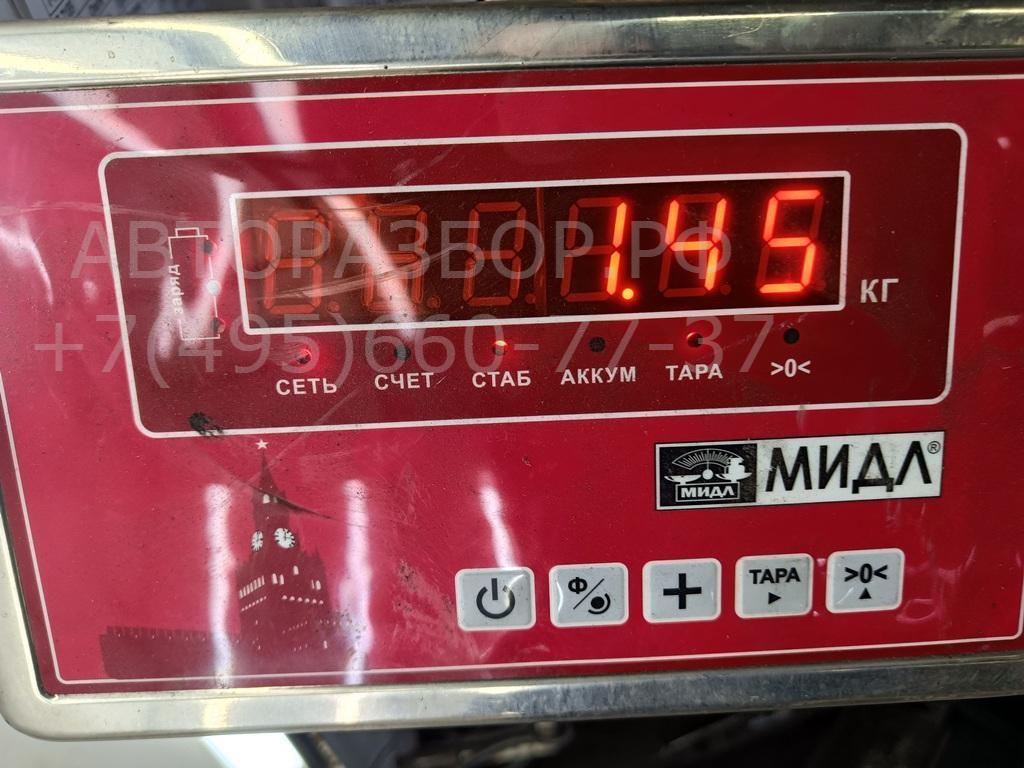 1.45
КГ
заряд
АВТОРАЗБОР.РФ
+7(495)660-77-37
СЕТЬ СЧЕТ СТАБ АККУМ ТАРА >0<
МИДЛ МИДЛ®
Ф ТАРА >0<